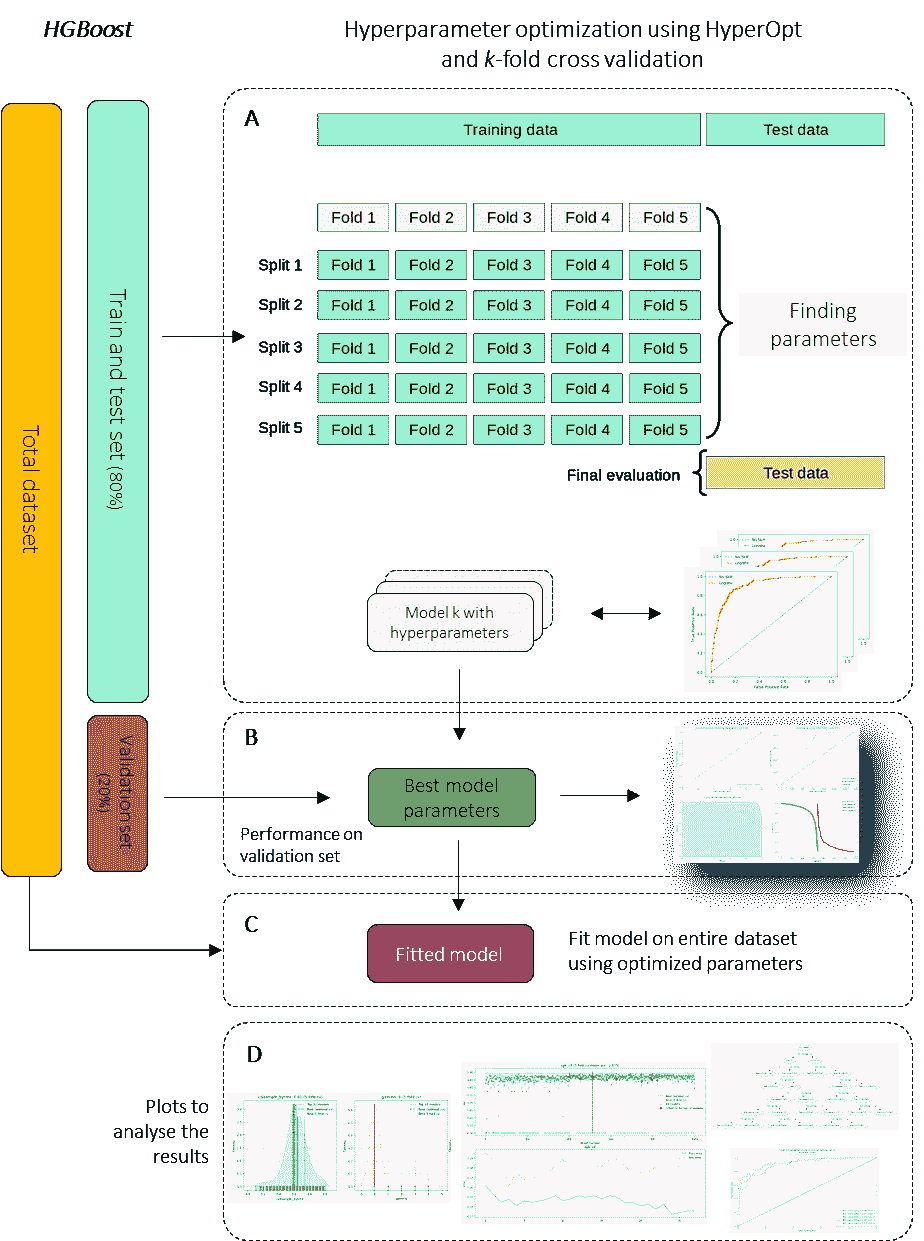 HGBoost
Hyperparameter optimization using HyperOpt
and k-fold cross validation
Total dataset
Train and test set (80%)
Validation set
(20%)
A
Training data
Test data
Fold 1
Fold 2
Fold 3
Fold 4
Fold 5
Split 1
Fold 1
Fold 2
Fold 3
Fold 4
Fold 5
Split 2
Fold 1
Fold 2
Fold 3
Fold 4
Fold 5
Split 3
Fold 1
Fold 2
Fold 3
Fold 4
Fold 5
Split 4
Fold 1
Fold 2
Fold 3
Fold 4
Fold 5
Split 5
Fold 1
Fold 2
Fold 3
Fold 4
Fold 5
Finding
parameters
Final evaluation
Test data
Model k with
hyperparameters
B
Best model
parameters
Performance on
validation set
C
Fitted model
Fit model on entire dataset
using optimized parameters
D
Plots to
analyse the
results